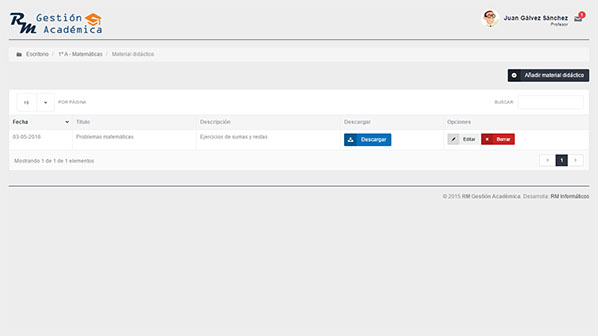 RM Gestión Académica
Juan Gálvez Sánchez
Profesor
Escritorio / 1º A - Matemáticas / Material didáctico
Añadir material didáctico
POR PÁGINA
BUSCAR:
Fecha Título Descripción Descargar Opciones
03-05-2016 Problemas matemáticas Ejercicios de sumas y restas Descargar Editar Borrar
Mostrando 1 de 1 de 1 elementos
1
© 2015 RM Gestión Académica. Desarrolla: RM Informáticos